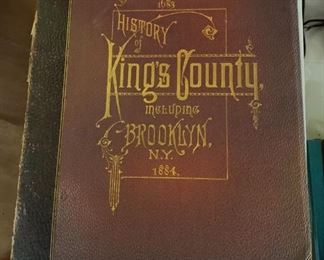 1683
HISTORY
of
King's County,
INCLUDING
BROOKLYN,
N.Y.
1884.